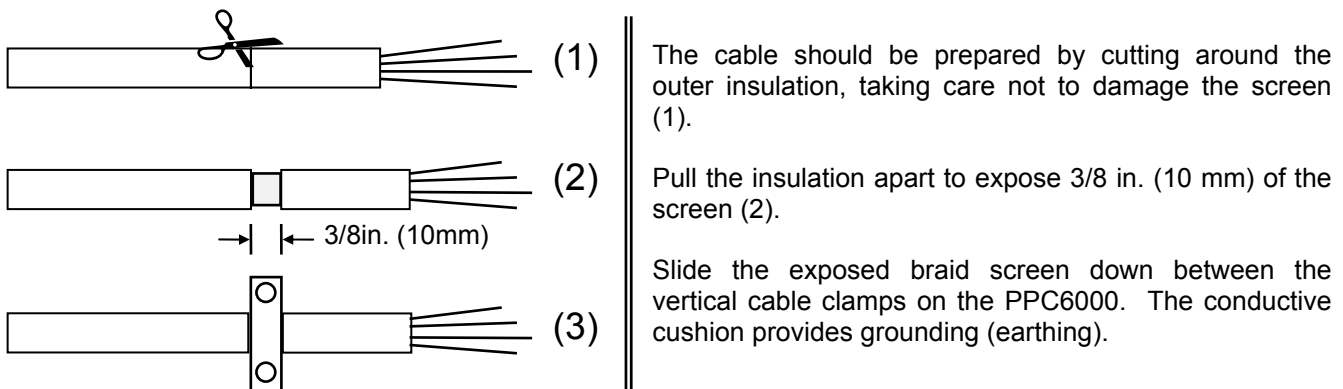 (1)
(2)
3/8in. (10mm)
(3)
The cable should be prepared by cutting around the
outer insulation, taking care not to damage the screen
(1).
Pull the insulation apart to expose 3/8 in. (10 mm) of the
screen (2).
Slide the exposed braid screen down between the
vertical cable clamps on the PPC6000. The conductive
cushion provides grounding (earthing).